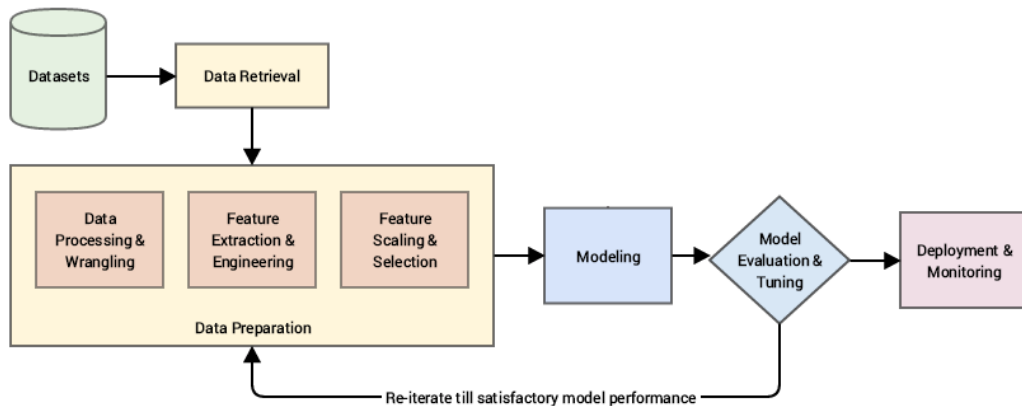 Datasets
Data Retrieval
Data
Processing &
Wrangling
Feature
Extraction &
Engineering
Feature
Scaling &
Selection
Data Preparation
Modeling
Model
Evaluation &
Tuning
Deployment &
Monitoring
Re-iterate till satisfactory model performance